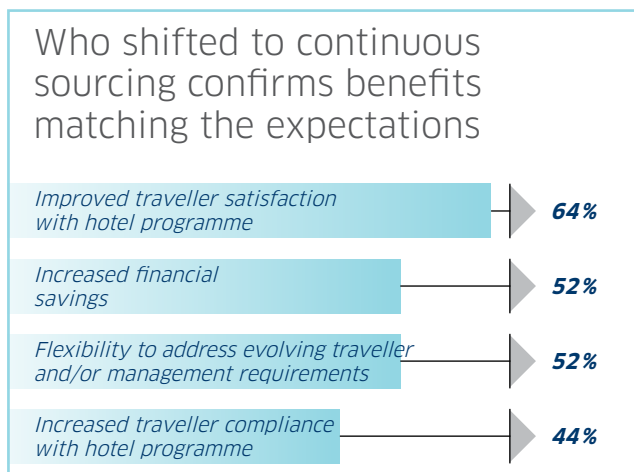 Who shifted to continuous
sourcing confirms benefits
matching the expectations
Improved traveller satisfaction
with hotel programme
64%
Increased financial
savings
52%
Flexibility to address evolving traveller
and/or management requirements
52%
Increased traveller compliance
with hotel programme
44%